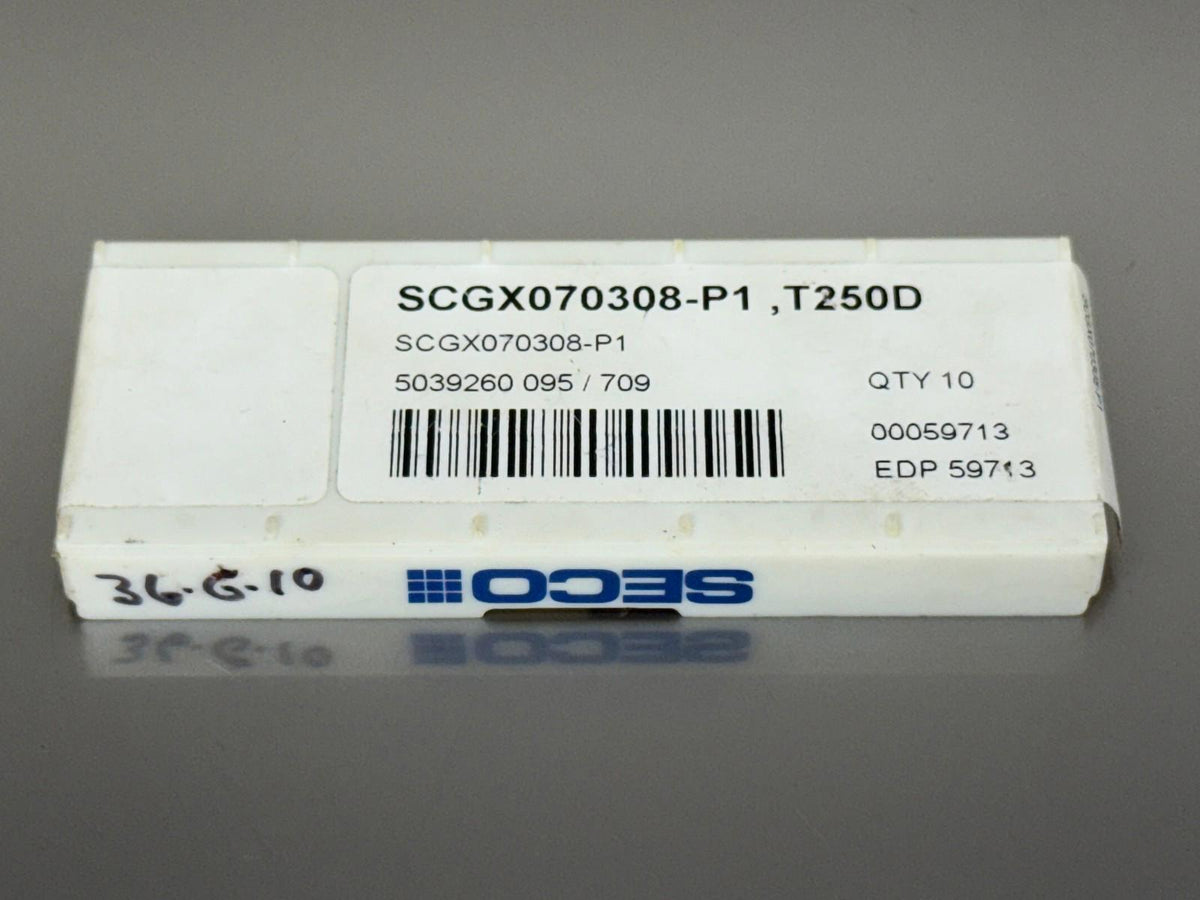 SCGX070308-P1 ,T250D
SCGX070308-P1
5039260 095 / 709
QTY 10
00059713
EDP 59713
36-G-10
SECO